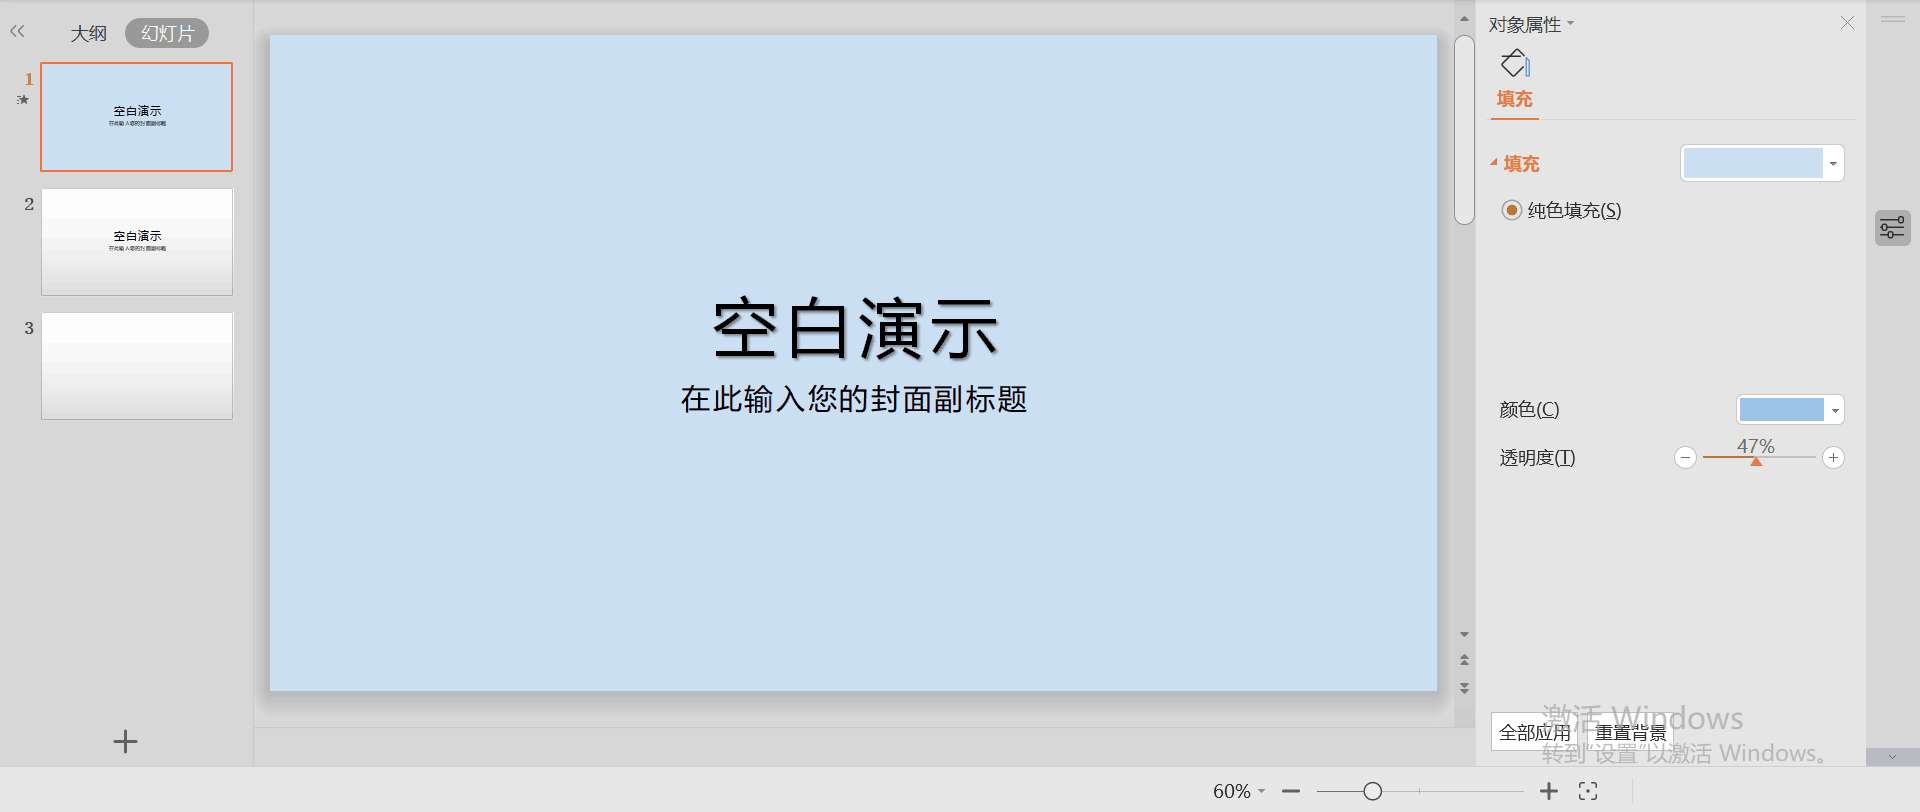 大纲
幻灯片
1
空白演示
在此输入您的封面副标题
2
空白演示
在此输入您的封面副标题
3
空白演示
在此输入您的封面副标题
对象属性
填充
填充
纯色填充(S)
颜色(C)
透明度(T)
47%
全部应用
重置背景
激活 Windows
转到“设置”以激活 Windows。
60%